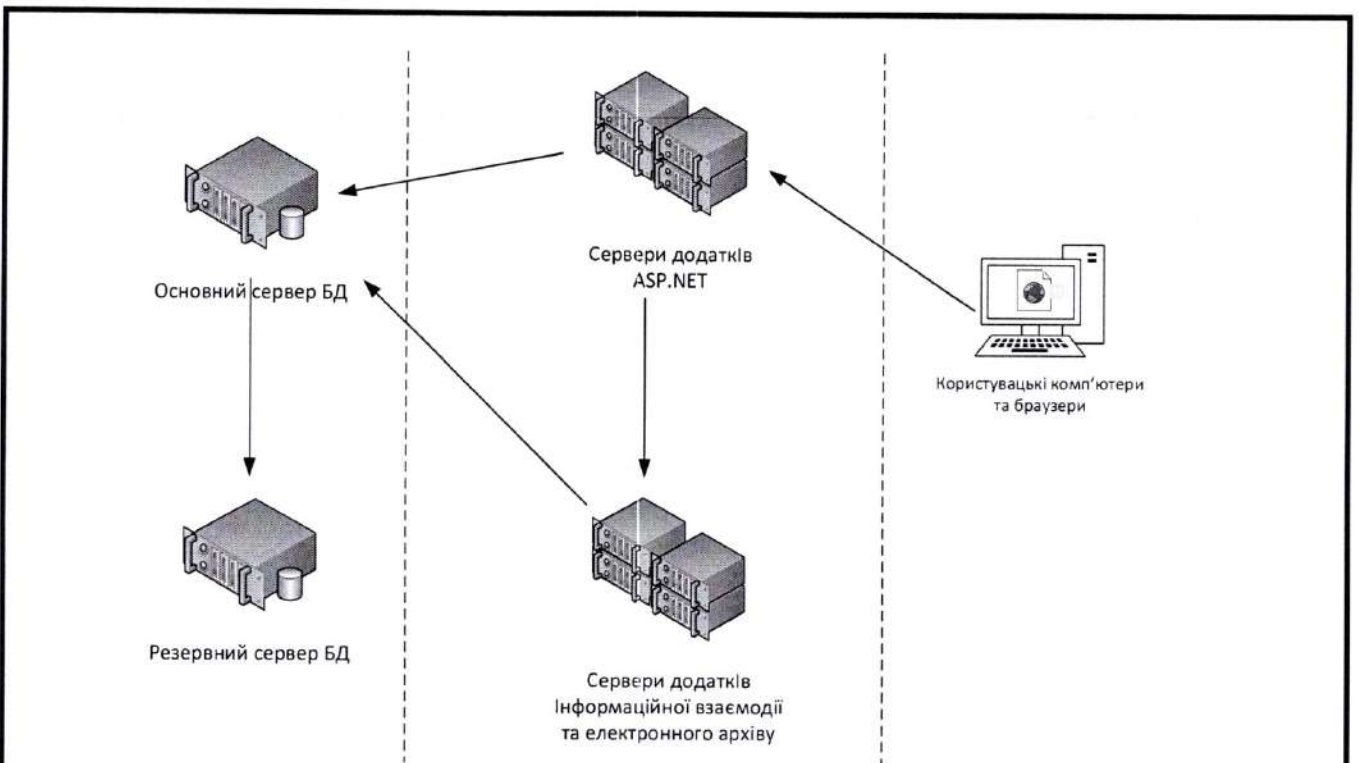 Основний сервер БД
Сервери додатків
ASP.NET
Користувацькі комп'ютери
та браузери
Резервний сервер БД
Сервери додатків
Інформаційної взаємодії
та електронного архіву